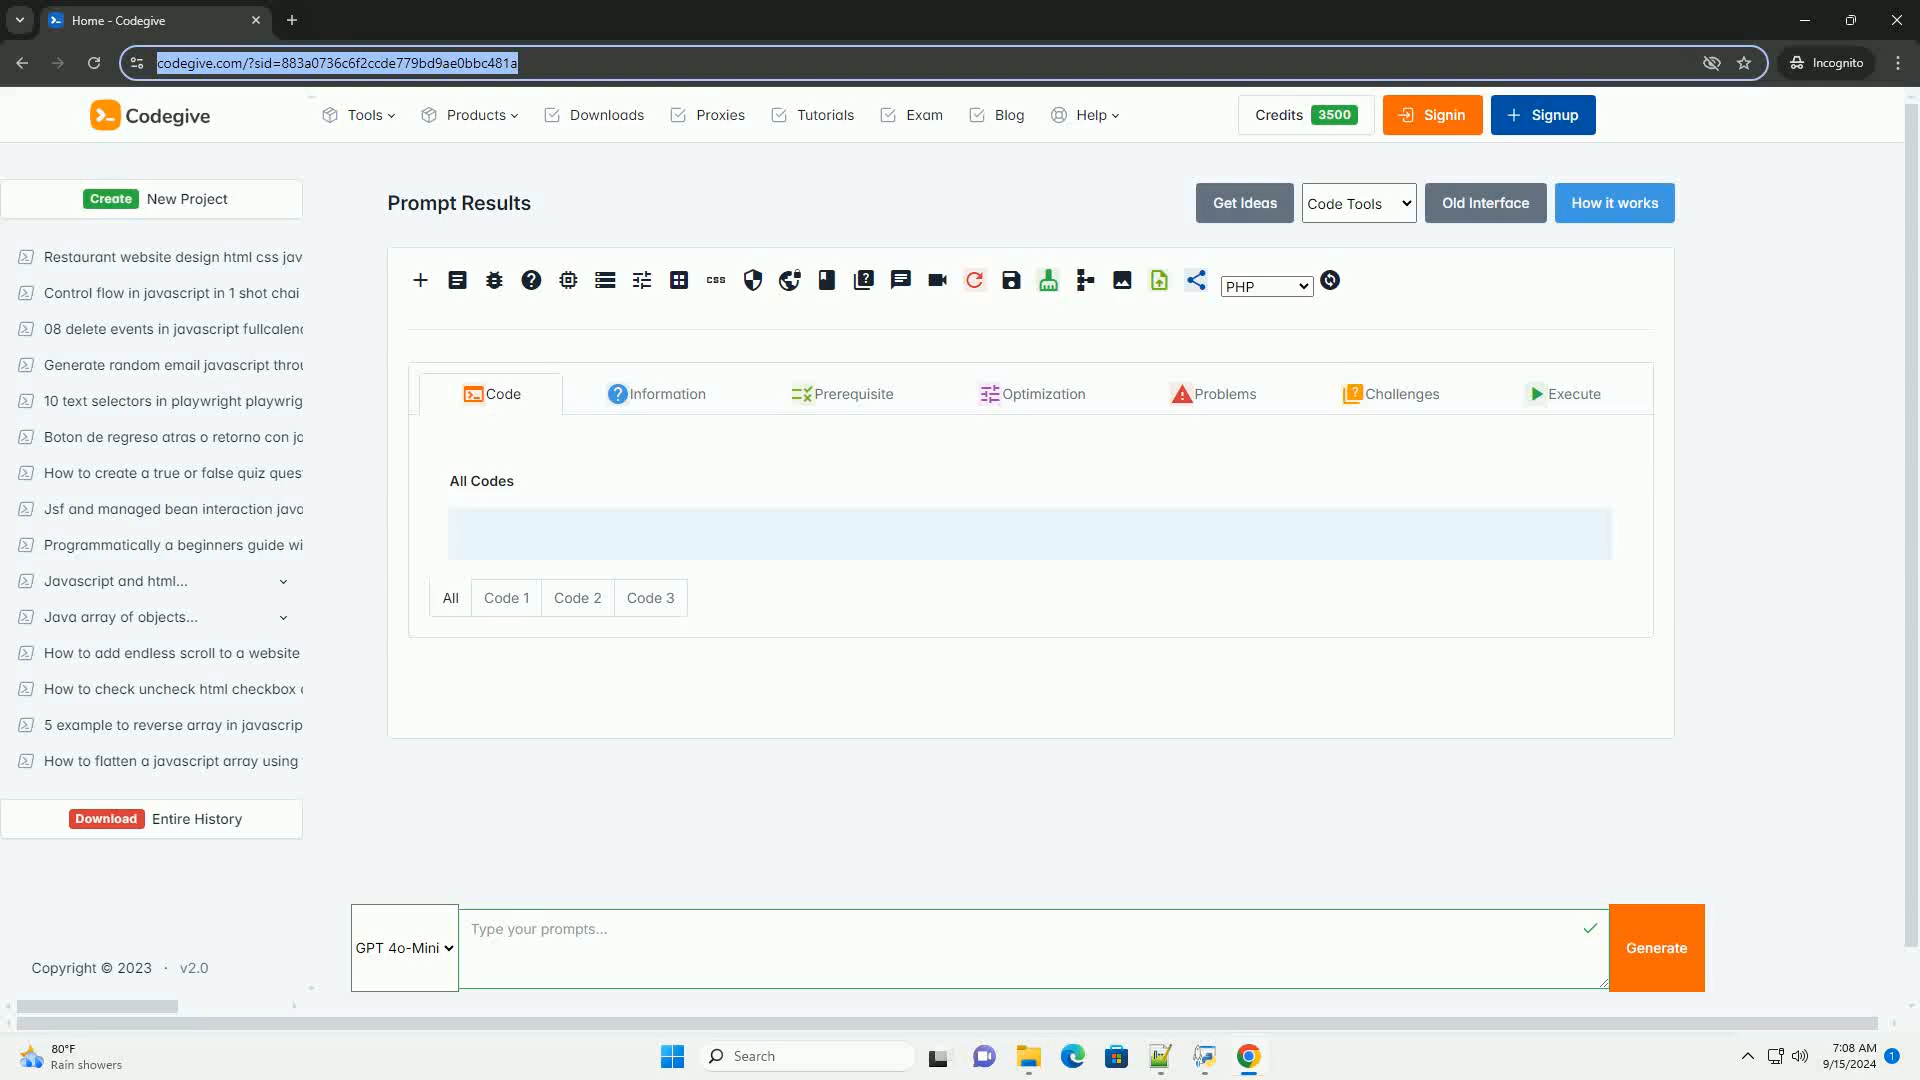 Home - Codegive
codegive.com/?sid=883a0736c6f2ccde779bd9ae0bbc481a
Incognito
Codegive
Tools
Products
Downloads
Proxies
Tutorials
Exam
Blog
Help
Credits 3500
Signin
Signup
Create New Project
Restaurant website design html css jav
Control flow in javascript in 1 shot chai
08 delete events in javascript fullcalen
Generate random email javascript throu
10 text selectors in playwright playwrig
Boton de regreso atras o retorno con ja
How to create a true or false quiz ques
Jsf and managed bean interaction java
Programmatically a beginners guide wi
Javascript and html...
Java array of objects...
How to add endless scroll to a website
How to check uncheck html checkbox
5 example to reverse array in javascrip
How to flatten a javascript array using
Download Entire History
Copyright © 2023 · v2.0
Prompt Results
Get Ideas
Code Tools
Old Interface
How it works
css
PHP
Code
Information
Prerequisite
Optimization
Problems
Challenges
Execute
All Codes
All
Code 1
Code 2
Code 3
GPT 4o-Mini
Type your prompts...
Generate
80°F
Rain showers
Search
7:08 AM
9/15/2024
1